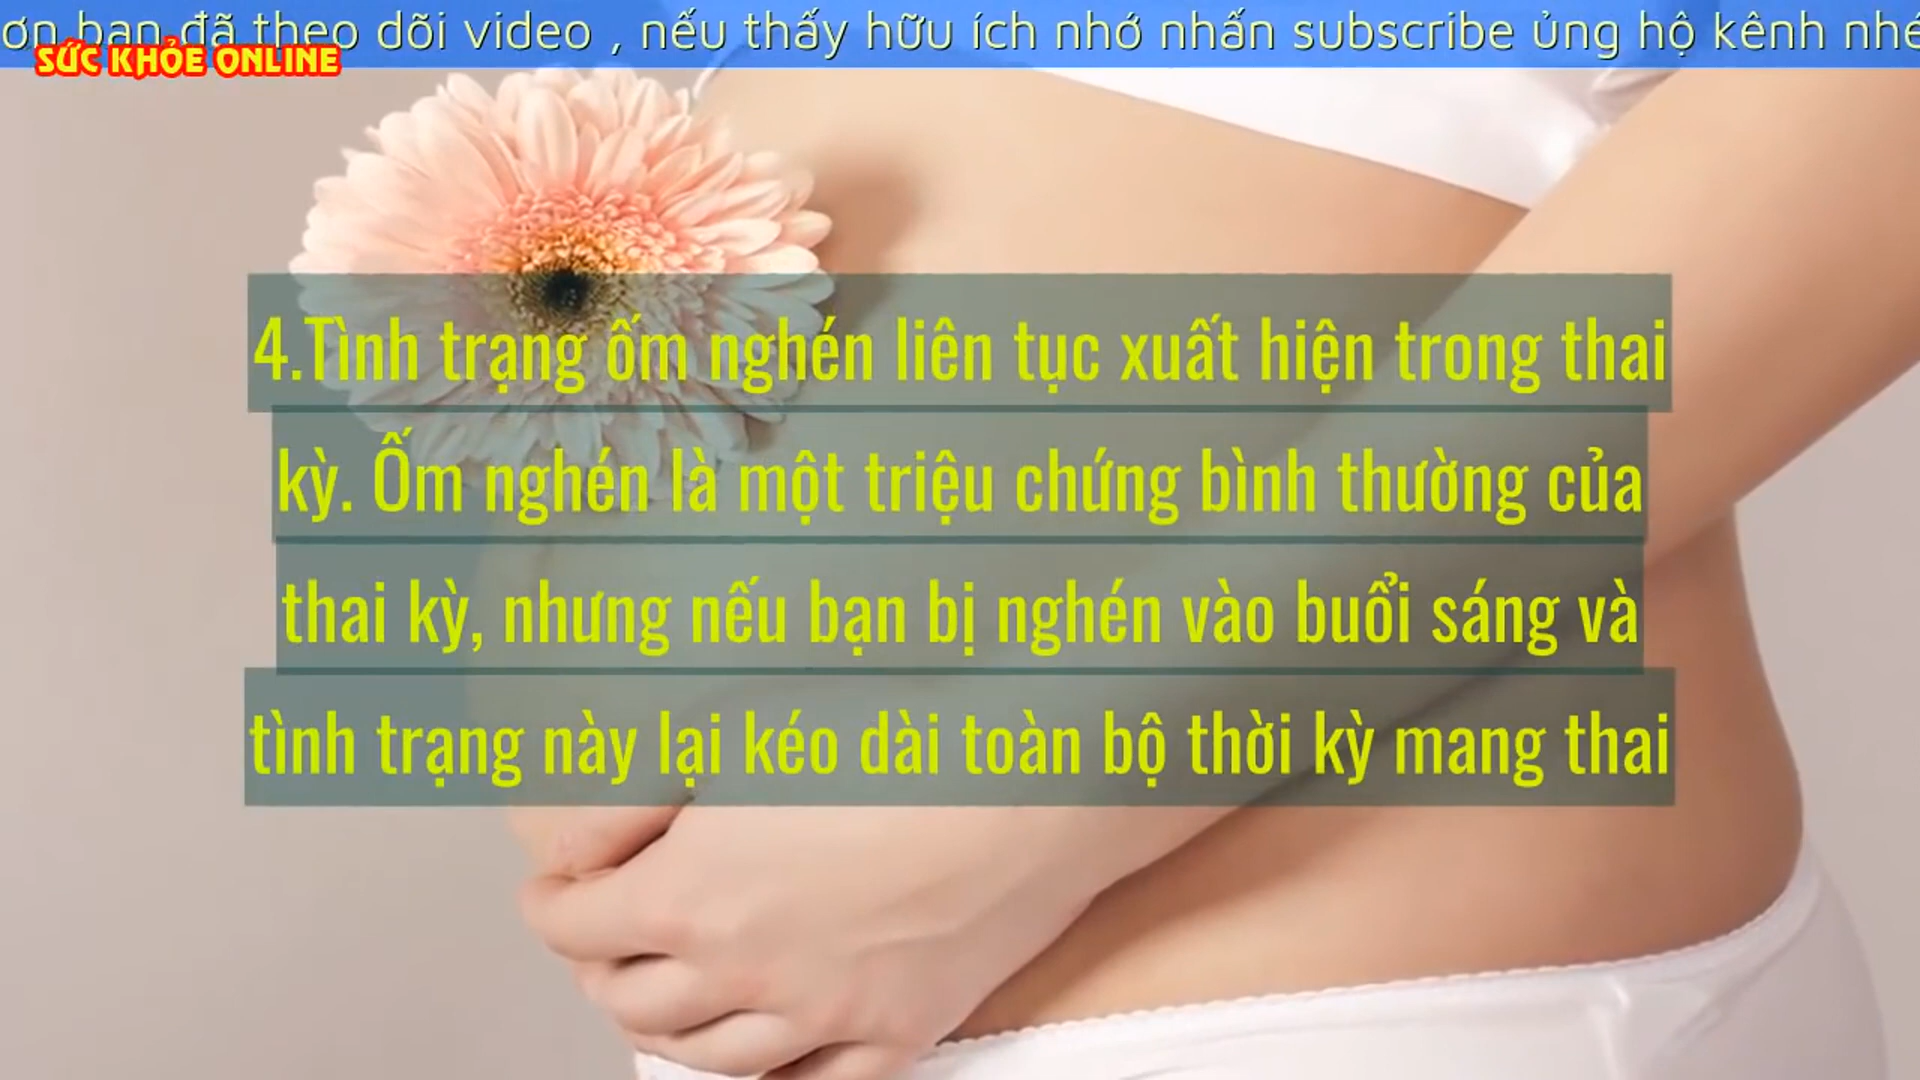 ơn bạn đã theo dõi video , nếu thấy hữu ích nhớ nhấn subscribe ủng hộ kênh nhé
SỨC KHỎE ONLINE
4.Tình trạng ốm nghén liên tục xuất hiện trong thai
kỳ. Ốm nghén là một triệu chứng bình thường của
thai kỳ, nhưng nếu bạn bị nghén vào buổi sáng và
tình trạng này lại kéo dài toàn bộ thời kỳ mang thai